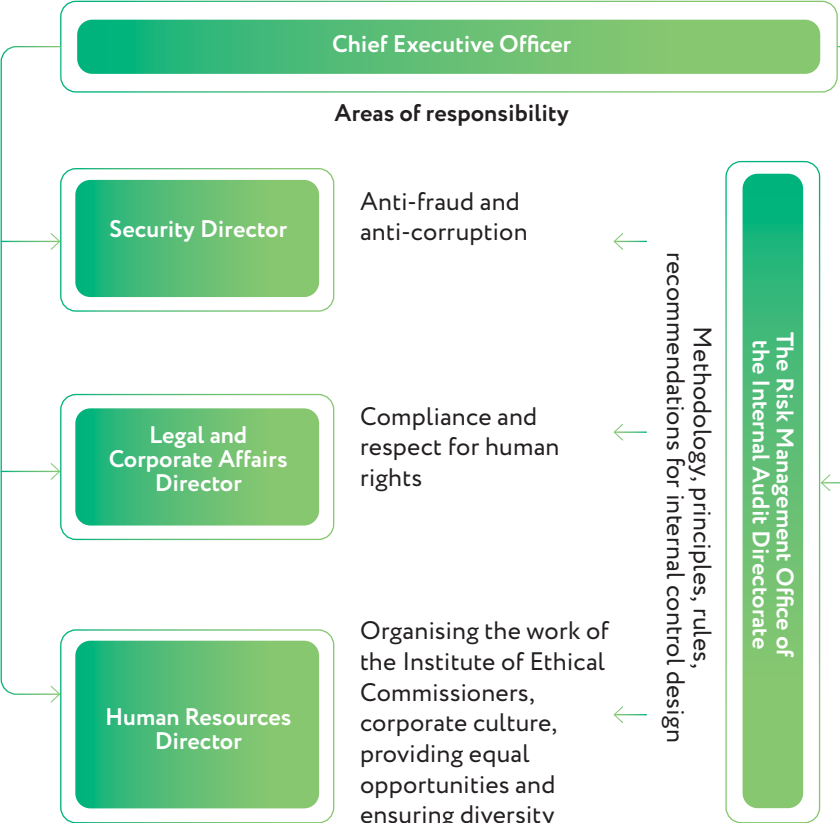 Chief Executive Officer
Areas of responsibility
Security Director
Anti-fraud and
anti-corruption
Legal and
Corporate Affairs
Director
Compliance and
respect for human
rights
Human Resources
Director
Organising the work of
the Institute of Ethical
Commissioners,
corporate culture,
providing equal
opportunities and
ensuring diversity
Methodology, principles, rules,
recommendations for internal control design
The Risk Management Office of
the Internal Audit Directorate